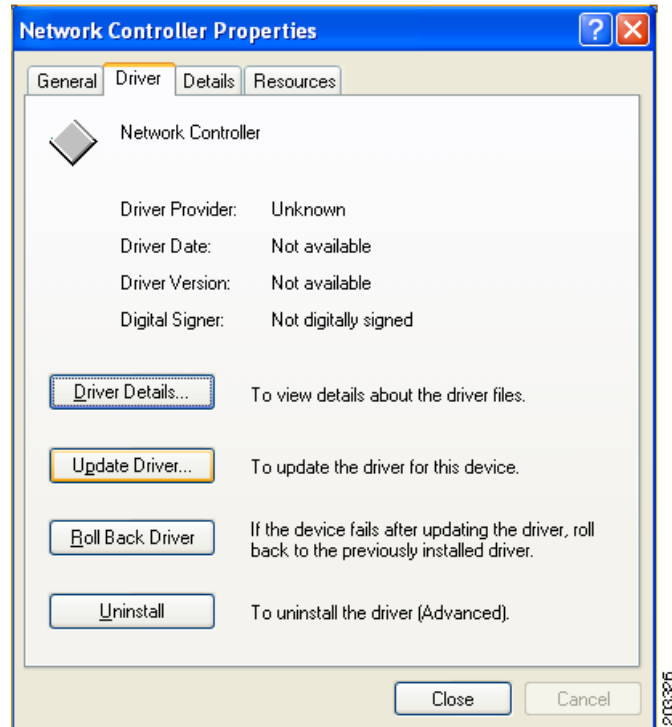 Network Controller Properties
General Driver Details Resources
Network Controller
Driver Provider: Unknown
Driver Date: Not available
Driver Version: Not available
Digital Signer: Not digitally signed
Driver Details... To view details about the driver files.
Update Driver... To update the driver for this device.
Roll Back Driver If the device fails after updating the driver, roll
back to the previously installed driver.
Uninstall To uninstall the driver (Advanced).
Close Cancel